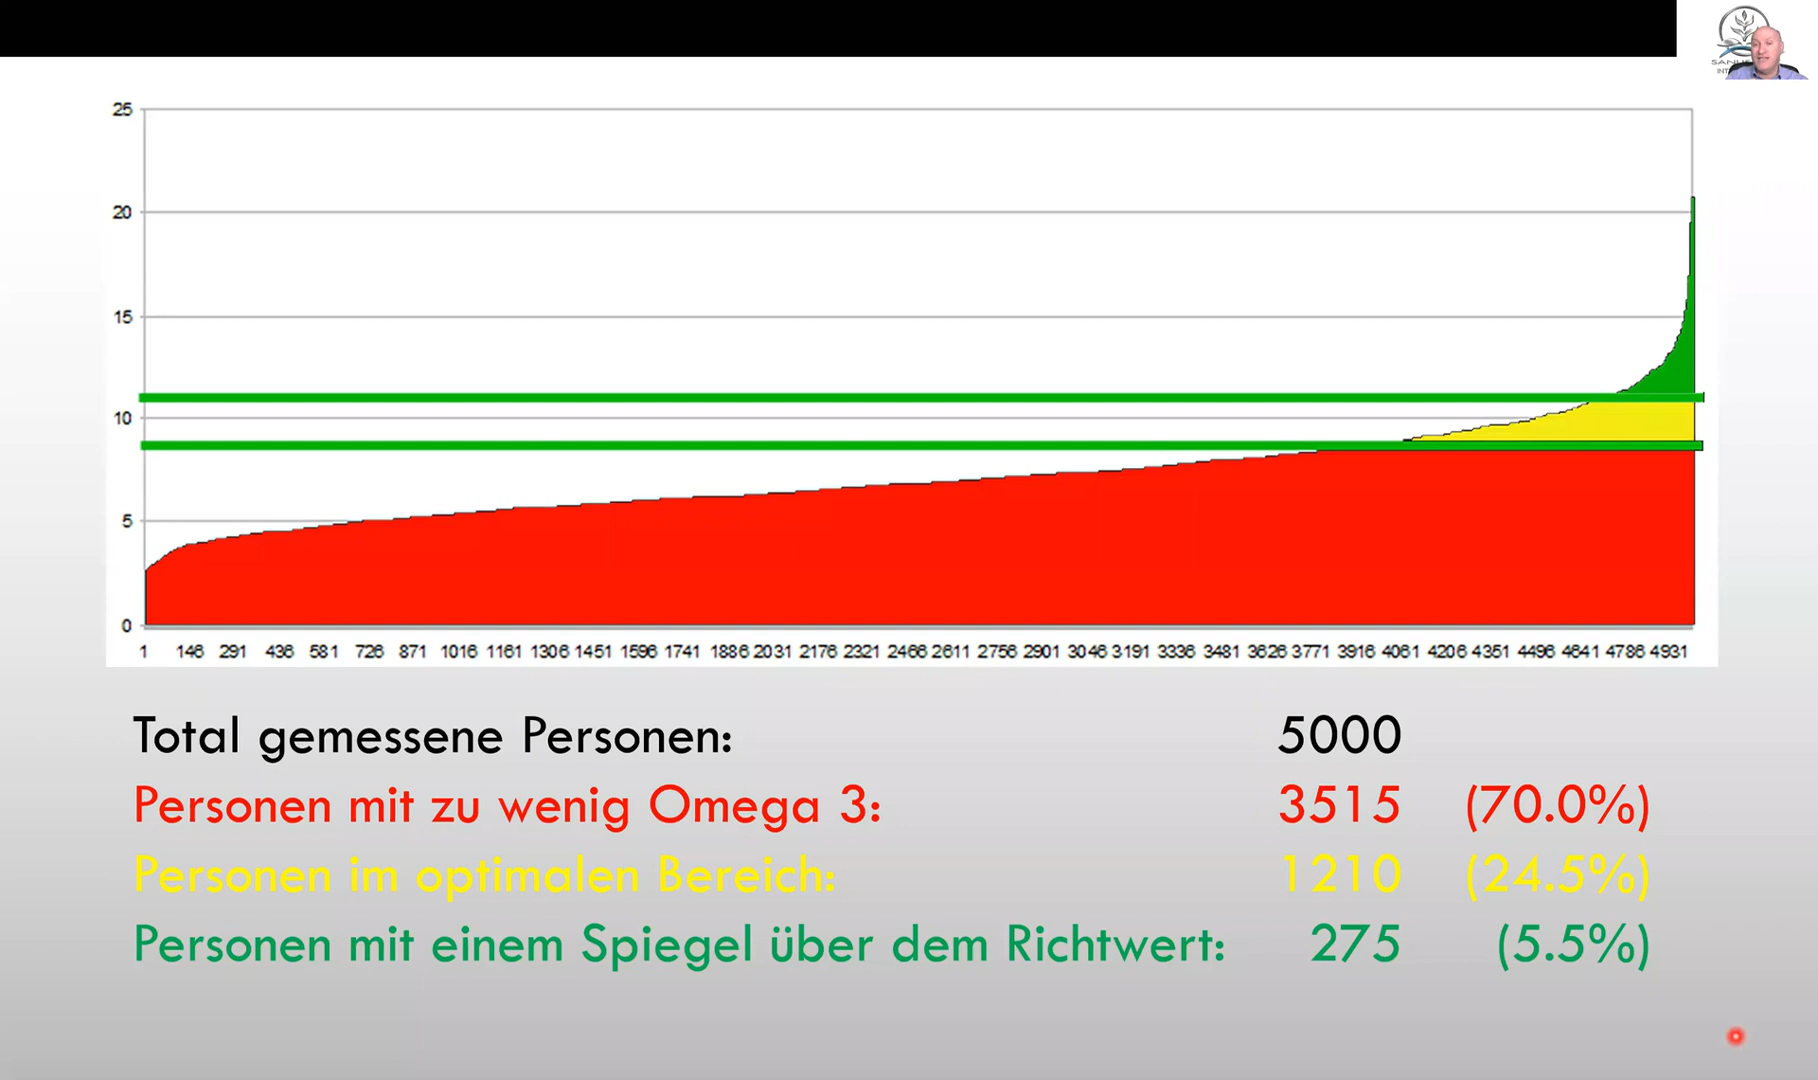 25
20
15
10
5
0
1 146 291 436 581 726 871 1016 1161 1306 1451 1596 1741 1886 2031 2176 2321 2466 2611 2756 2901 3046 3191 3336 3481 3626 3771 3916 4061 4206 4351 4496 4641 4786 4931
Total gemessene Personen: 5000
Personen mit zu wenig Omega 3: 3515 (70.0%)
Personen im optimalen Bereich: 1210 (24.5%)
Personen mit einem Spiegel über dem Richtwert: 275 (5.5%)